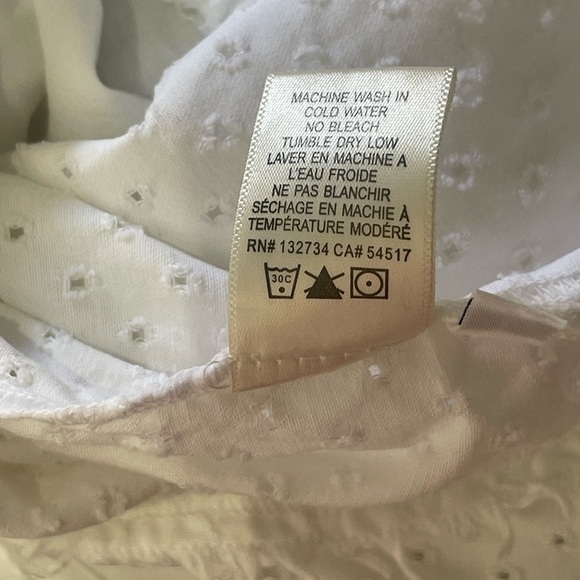 MACHINE WASH IN
COLD WATER
NO BLEACH
TUMBLE DRY LOW
LAVER EN MACHINE A
L'EAU FROIDE
NE PAS BLANCHIR
SÉCHAGE EN MACHIE À
TEMPÉRATURE MODÉRÉ
RN# 132734 CA# 54517
30C